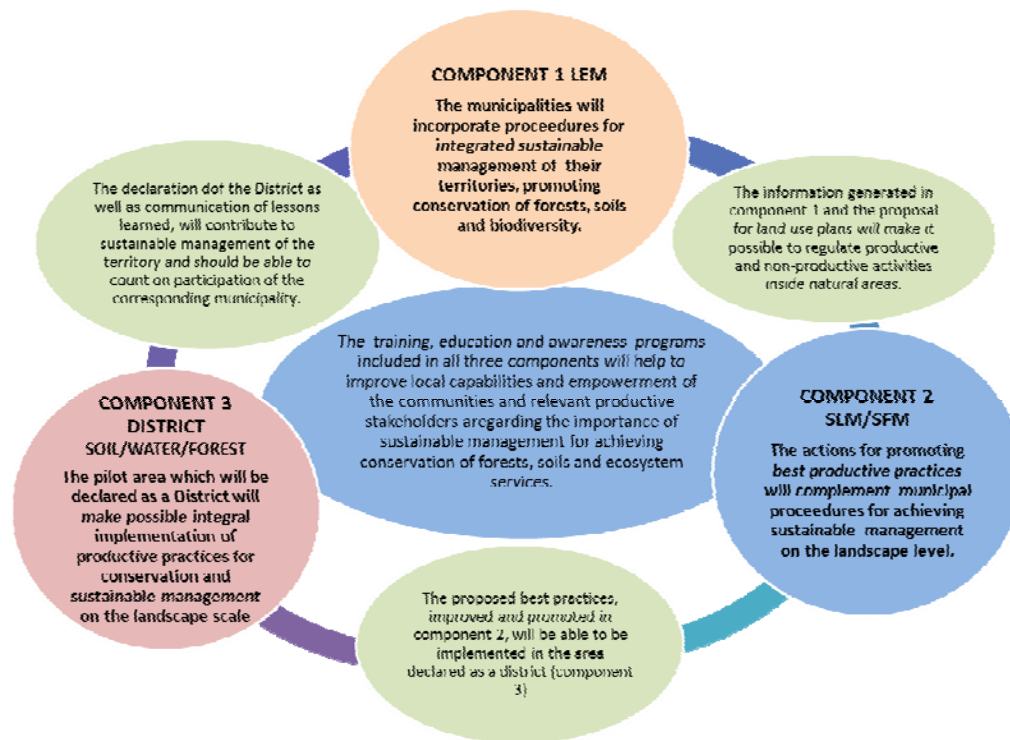 COMPONENT 1 LEM
The municipalities will
incorporate proceedures for
integrated sustainable
management of their
territories, promoting
conservation of forests, soils
and biodiversity.
The information generated in
component 1 and the proposal
for land use plans will make it
possible to regulate productive
and non-productive activities
inside natural areas.
COMPONENT 2
SLM/SFM
The actions for promoting
best productive practices
will complement municipal
proceedures for achieving
sustainable management
on the landscape level.
The proposed best practices,
improved and promoted in
component 2, will be able to be
implemented in the area
declared as a district (component
3)
COMPONENT 3
DISTRICT
SOIL/WATER/FOREST
The pilot area which will be
declared as a District will
make possible integral
implementation of
productive practices for
conservation and
sustainable management
on the landscape scale
The declaration dof the District as
well as communication of lessons
learned, will contribute to
sustainable management of the
territory and should be able to
count on participation of the
corresponding municipality.
The training, education and awareness programs
included in all three components will help to
improve local capabilities and empowerment of
the communities and relevant productive
stakeholders aregarding the importance of
sustainable management for achieving
conservation of forests, soils and ecosystem
services.